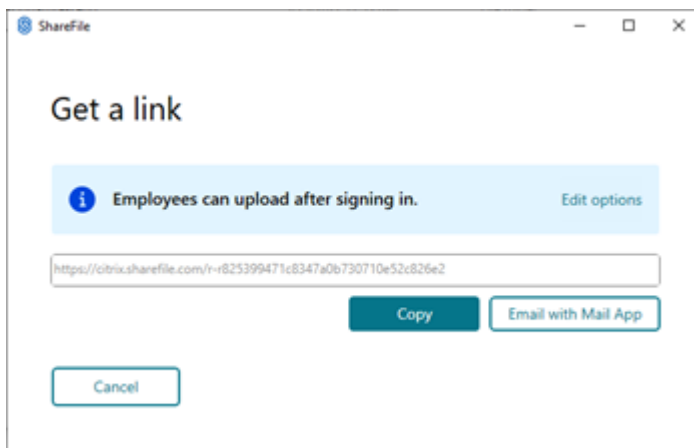 ShareFile
Get a link
Employees can upload after signing in.
Edit options
https://citrix.sharefile.com/r-r825399471c8347a0b730710e52c826e2
Copy
Email with Mail App
Cancel